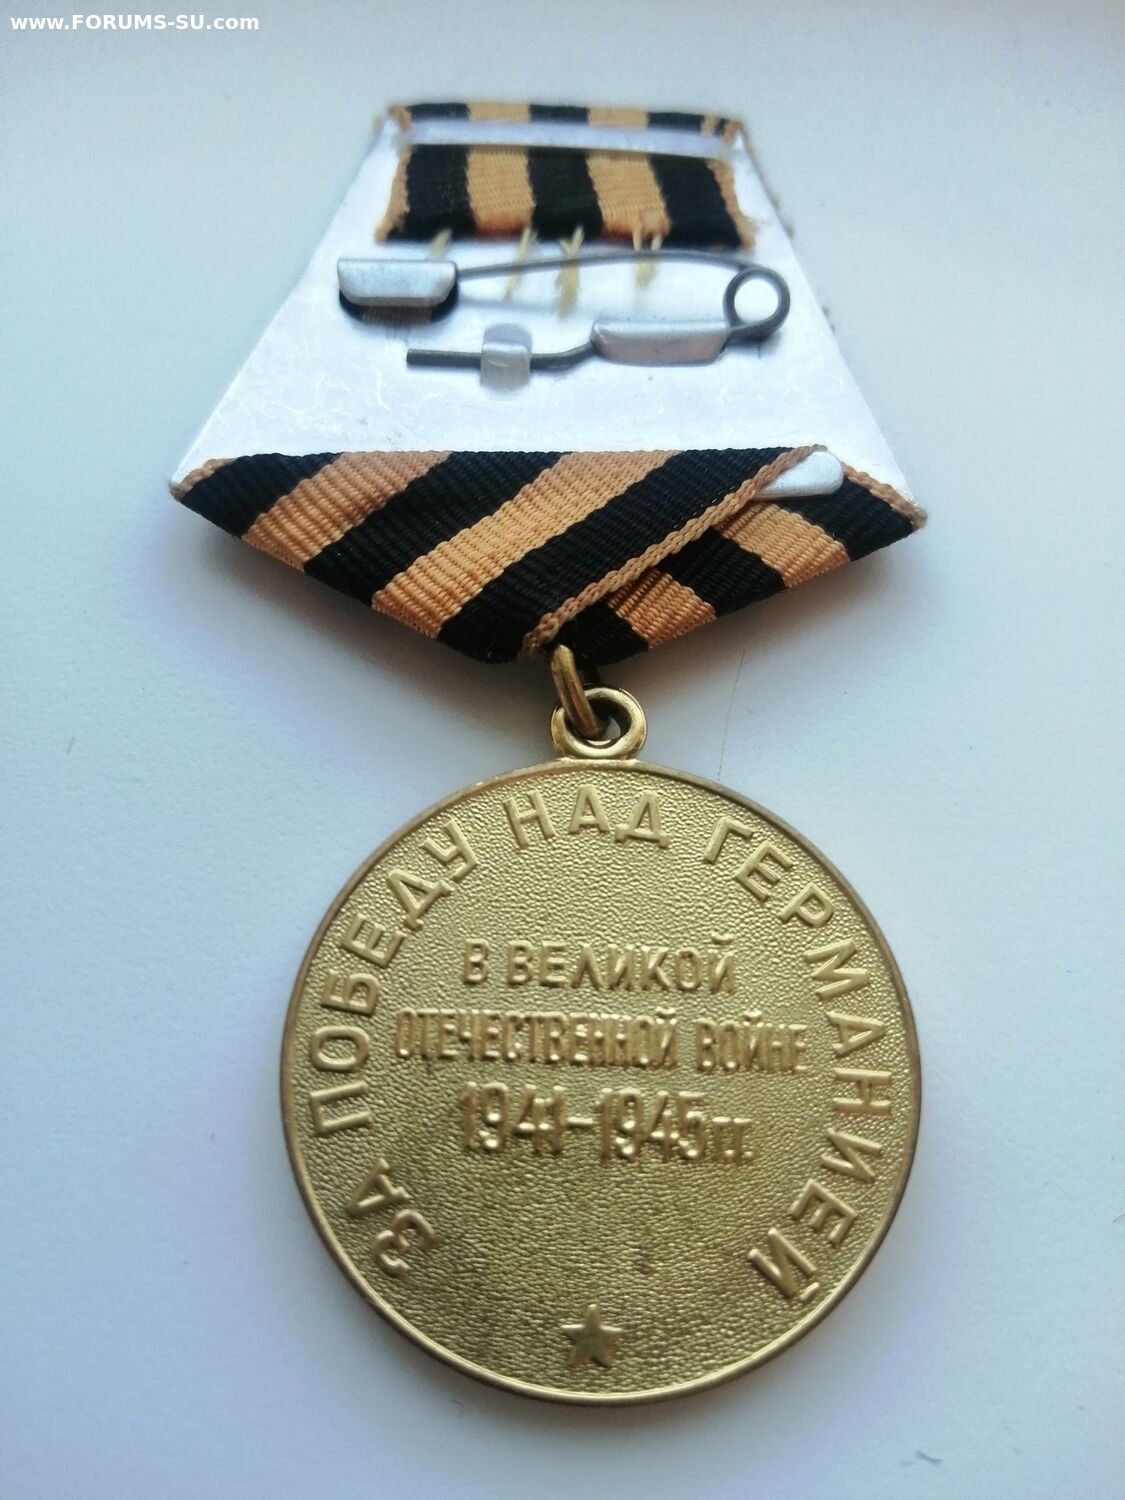 www.FORUMS-SU.com
ЗА ПОБЕДУ НАД ГЕРМАНИЕЙ
В ВЕЛИКОЙ
ОТЕЧЕСТВЕННОЙ ВОЙНЕ
1941-1945гг.